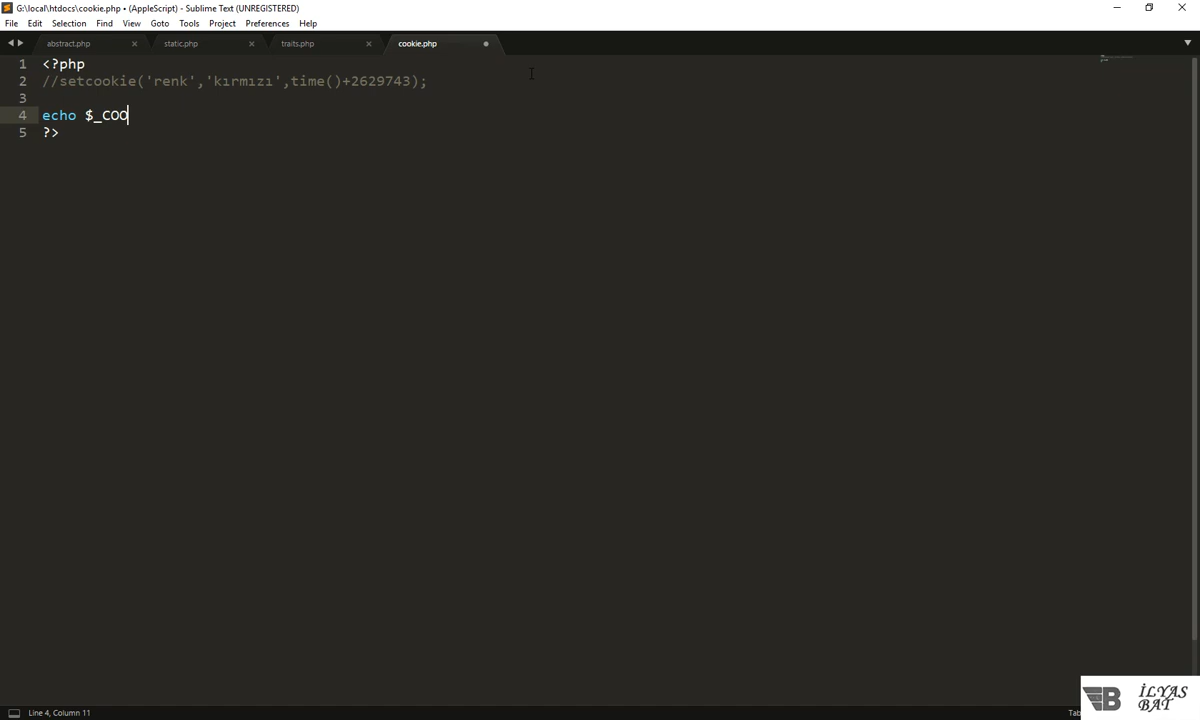 G:\local\htdocs\cookie.php • (AppleScript) - Sublime Text (UNREGISTERED)
File Edit Selection Find View Goto Tools Project Preferences Help
abstract.php static.php traits.php cookie.php
1 <?php
2 //setcookie('renk','kırmızı',time()+2629743);
3
4 echo $_COO
5 ?>
Line 4, Column 11
B İLYAS
BAT